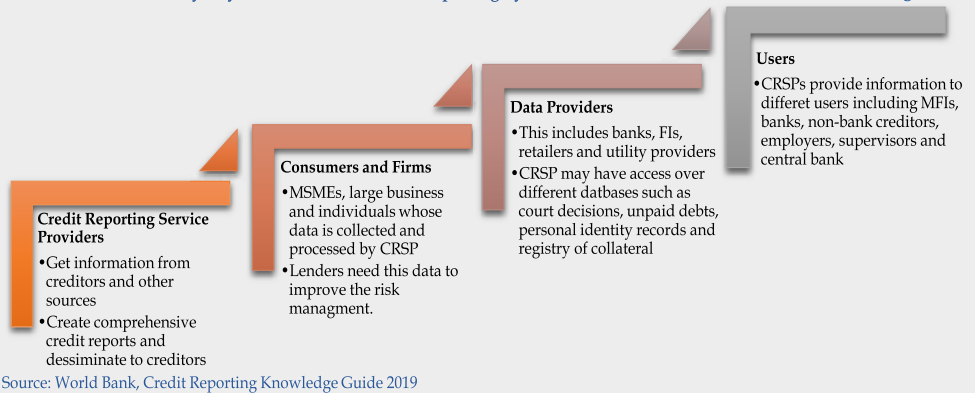 Credit Reporting Service
Providers
•Get information from
creditors and other
sources
•Create comprehensive
credit reports and
dessiminate to creditors
Consumers and Firms
•MSMEs, large business
and individuals whose
data is collected and
processed by CRSP
•Lenders need this data to
improve the risk
managment.
Data Providers
•This includes banks, FIs,
retailers and utility providers
•CRSP may have access over
different datbases such as
court decisions, unpaid debts,
personal identity records and
registry of collateral
Users
•CRSPs provide information to
differet users including MFIs,
banks, non-bank creditors,
employers, supervisors and
central bank
Source: World Bank, Credit Reporting Knowledge Guide 2019